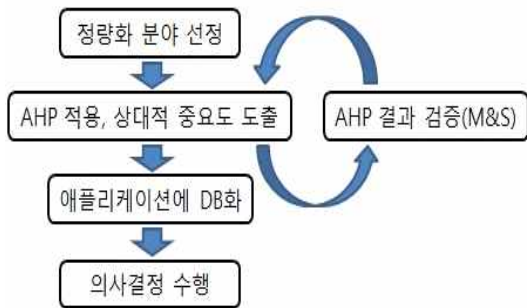 정량화 분야 선정
AHP 적용, 상대적 중요도 도출
AHP 결과 검증(M&S)
애플리케이션에 DB화
의사결정 수행